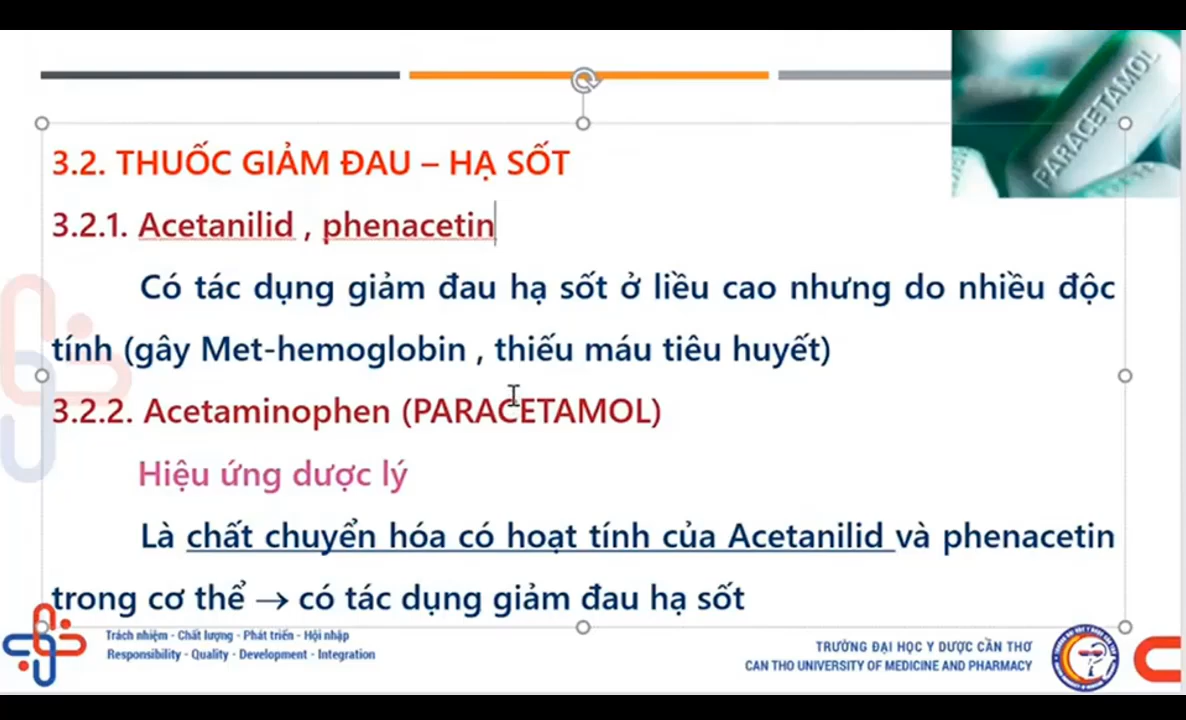 PARACETAMOL
3.2. THUỐC GIẢM ĐAU – HẠ SỐT
3.2.1. Acetanilid , phenacetin
Có tác dụng giảm đau hạ sốt ở liều cao nhưng do nhiều độc
tính (gây Met-hemoglobin , thiếu máu tiêu huyết)
3.2.2. Acetaminophen (PARACETAMOL)
Hiệu ứng dược lý
Là chất chuyển hóa có hoạt tính của Acetanilid và phenacetin
trong cơ thể → có tác dụng giảm đau hạ sốt
Trách nhiệm - Chất lượng - Phát triển - Hội nhập
Responsibility - Quality - Development - Integration
TRƯỜNG ĐẠI HỌC Y DƯỢC CẦN THƠ
CAN THO UNIVERSITY OF MEDICINE AND PHARMACY